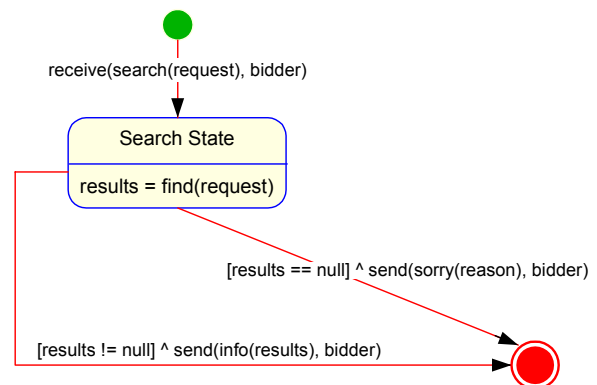 receive(search(request), bidder)
Search State
results = find(request)
[results == null] ^ send(sorry(reason), bidder)
[results != null] ^ send(info(results), bidder)